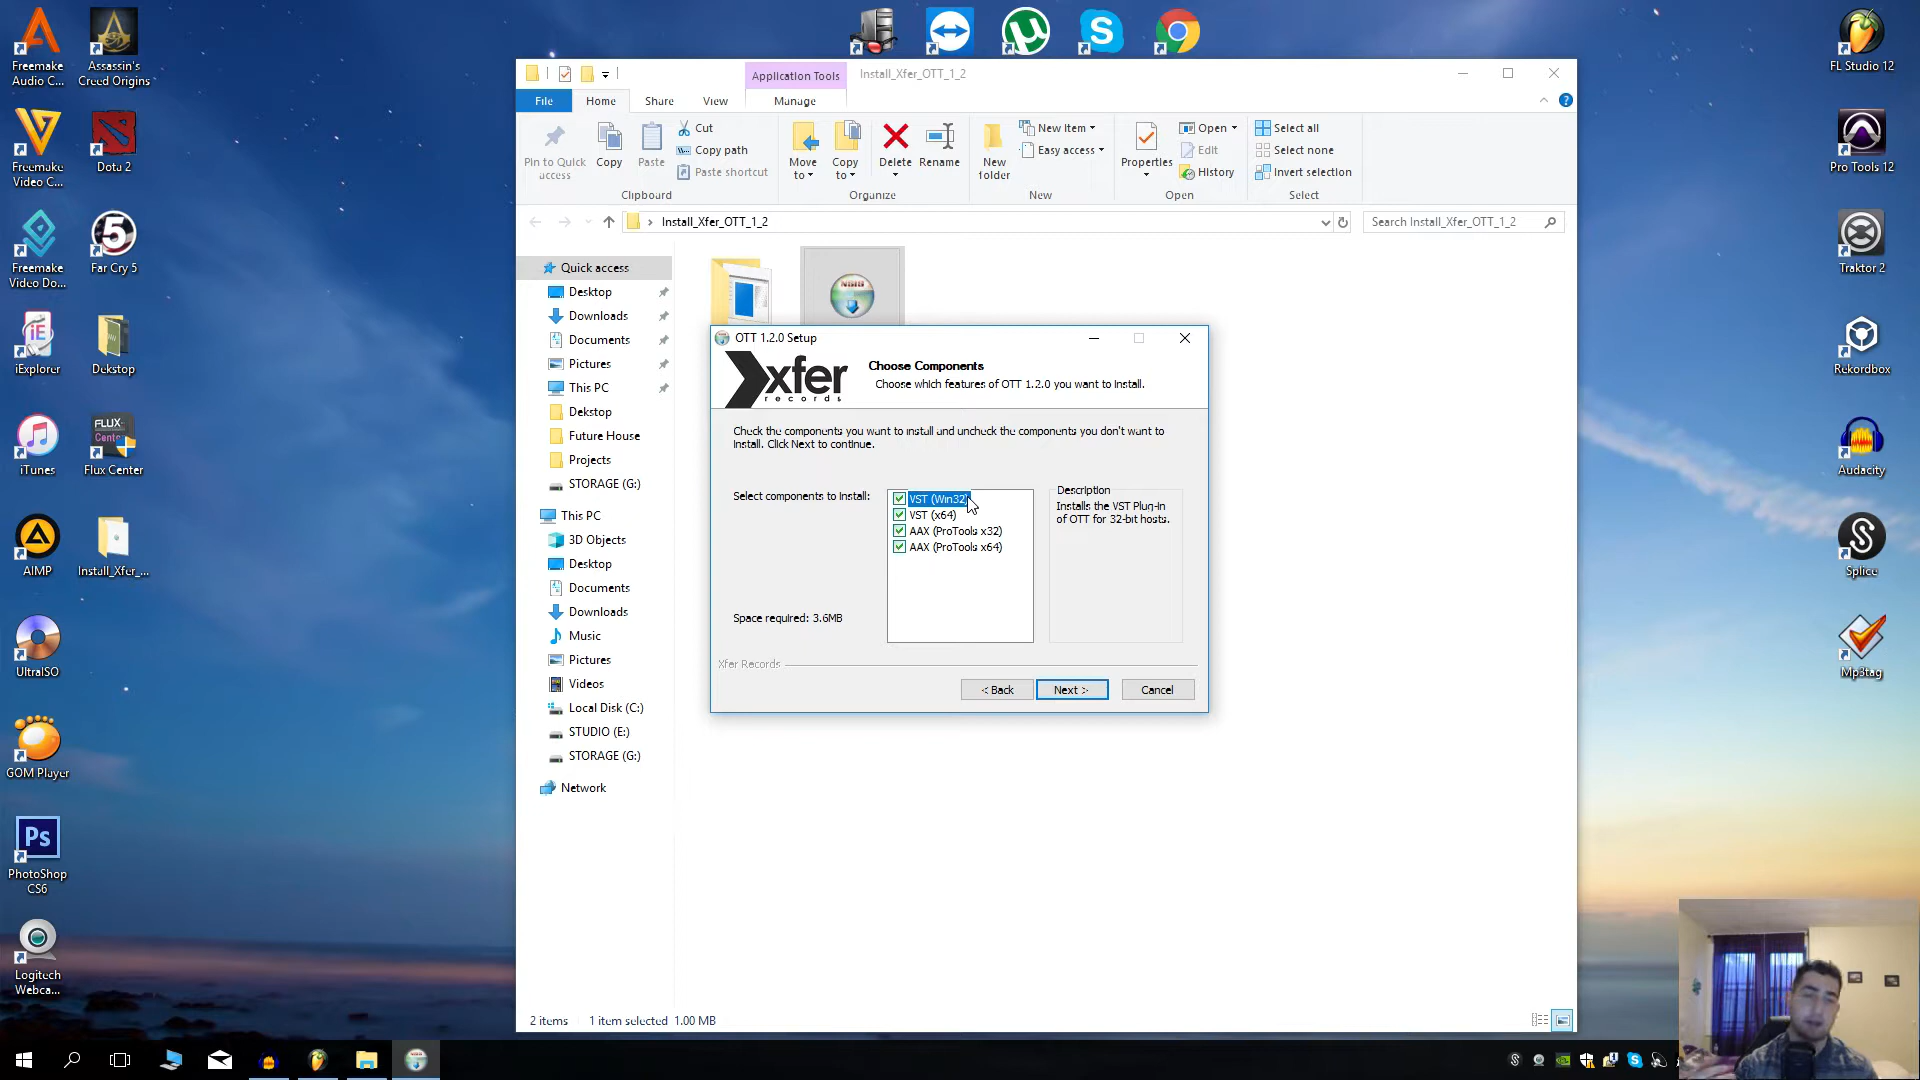 Freemake
Audio C...
Assassin's
Creed Origins
Freemake
Video C...
Dota 2
Freemake
Video Do...
5
Far Cry 5
iE
iExplorer
Dekstop
iTunes
FLUX::
Center
Flux Center
AIMP
Install_Xfer_...
UltraISO
GOM Player
Ps
PhotoShop
CS6
Logitech
Webca...
FL Studio 12
Pro Tools 12
Traktor 2
Rekordbox
Audacity
Splice
Mp3tag
Application Tools
Install_Xfer_OTT_1_2
File
Home
Share
View
Manage
Pin to Quick
access
Copy
Paste
Cut
Copy path
Paste shortcut
Clipboard
Move
to
Copy
to
Delete
Rename
Organize
New
folder
New Item
Easy access
New
Properties
Open
Edit
History
Open
Select all
Select none
Invert selection
Select
Install_Xfer_OTT_1_2
Search Install_Xfer_OTT_1_2
Quick access
Desktop
Downloads
Documents
Pictures
This PC
Dekstop
Future House
Projects
STORAGE (G:)
This PC
3D Objects
Desktop
Documents
Downloads
Music
Pictures
Videos
Local Disk (C:)
STUDIO (E:)
STORAGE (G:)
Network
NSIS
OTT 1.2.0 Setup
xfer
records
Choose Components
Choose which features of OTT 1.2.0 you want to install.
Check the components you want to install and uncheck the components you don't want to
install. Click Next to continue.
Select components to install:
VST (Win32)
VST (x64)
AAX (ProTools x32)
AAX (ProTools x64)
Description
Installs the VST Plug-in
of OTT for 32-bit hosts.
Space required: 3.6MB
Xfer Records
< Back
Next >
Cancel
2 items
1 item selected
1.00 MB